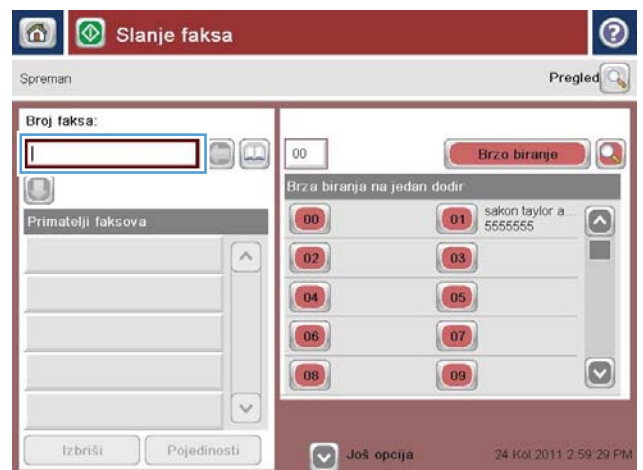 Slanje faksa
Spreman
Pregled
Broj faksa:
00
Brzo biranje
Brza biranja na jedan dodir
Primatelji faksova
00
01 sakon taylor a...
5555555
02 03
04 05
06 07
08 09
Izbriši
Pojedinosti
Još opcija
24 Kol 2011 2:59:29 PM